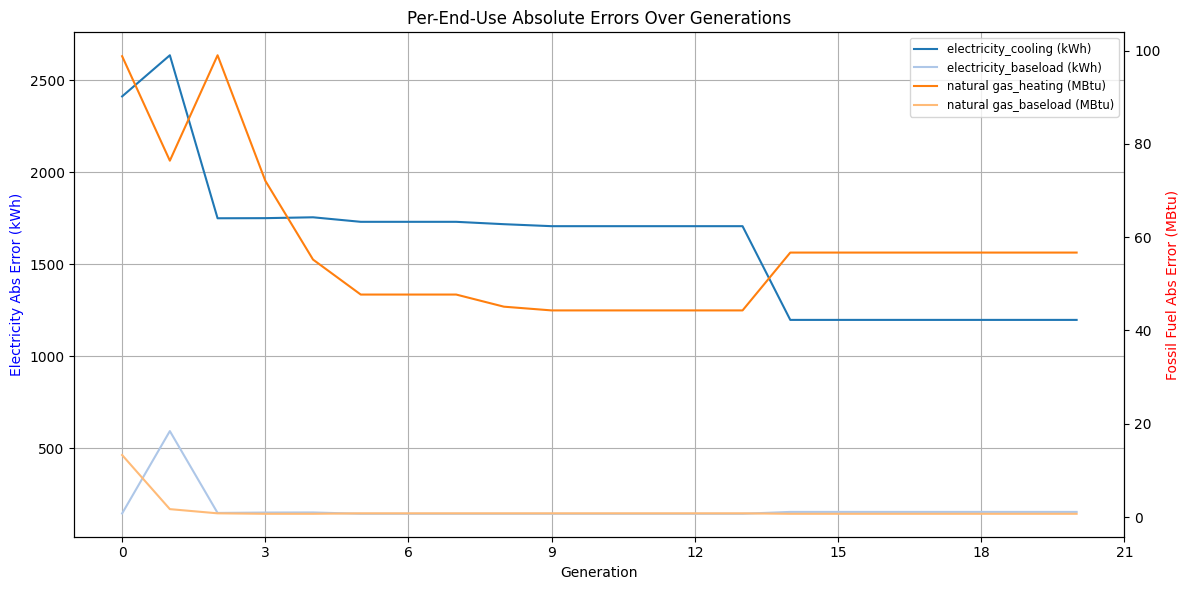 Per-End-Use Absolute Errors Over Generations
electricity_cooling (kWh)
electricity_baseload (kWh)
natural gas_heating (MBtu)
natural gas_baseload (MBtu)
Electricity Abs Error (kWh)
2500
2000
1500
1000
500
Fossil Fuel Abs Error (MBtu)
100
80
60
40
20
0
0 3 6 9 12 15 18 21
Generation